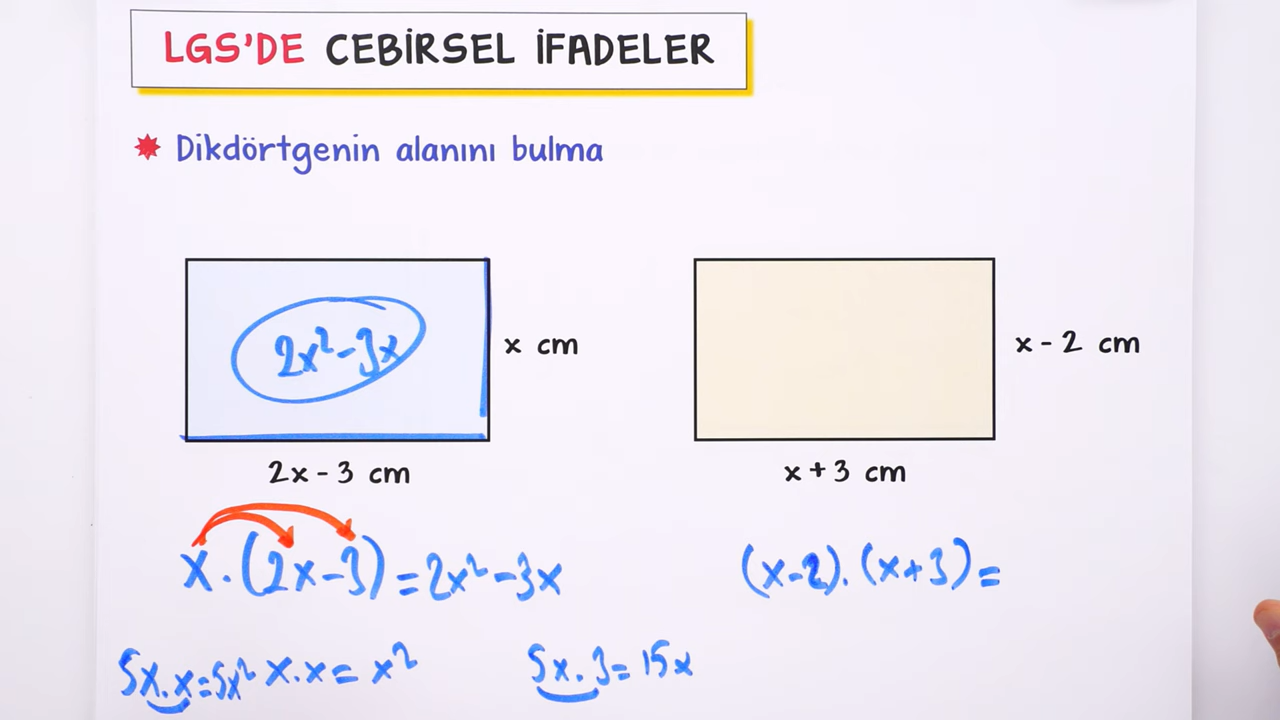 LGS'DE CEBİRSEL İFADELER
Dikdörtgenin alanını bulma
2x²-3x
x cm
2x - 3 cm
x - 2 cm
x + 3 cm
x.(2x-3)=2x²-3x
(x-2).(x+3)=
5x.x=5x² x.x=x²
5x.3=15x